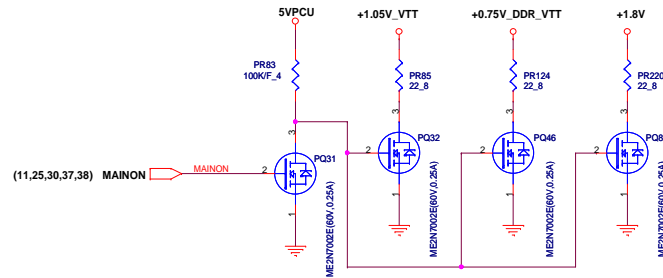 5VPCU
+1.05V_VTT
+0.75V_DDR_VTT
+1.8V
PR83
100K/F_4
PR85
22_8
PR124
22_8
PR220
22_8
3
3
3
3
2
PQ32
2
PQ46
2
PQ8
PQ31
(11,25,30,37,38) MAINON
MAINON
2
1
1
1
1
ME2N7002E(60V,0.25A)
ME2N7002E(60V,0.25A)
ME2N7002E(60V,0.25A)
ME2N7002E(60V,0.25A)